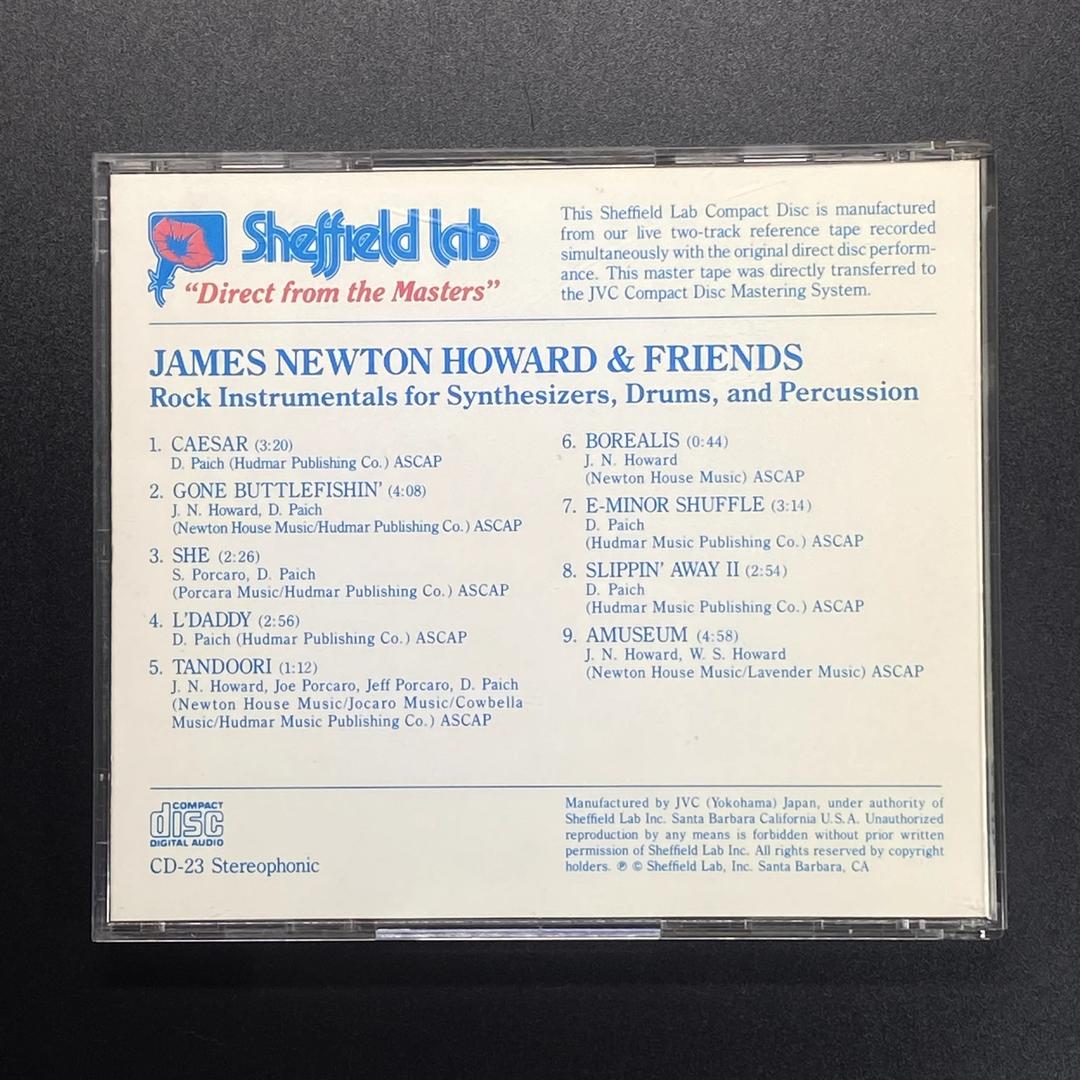 Sheffield Lab
"Direct from the Masters"
This Sheffield Lab Compact Disc is manufactured
from our live two-track reference tape recorded
simultaneously with the original direct disc perform-
ance. This master tape was directly transferred to
the JVC Compact Disc Mastering System.
JAMES NEWTON HOWARD & FRIENDS
Rock Instrumentals for Synthesizers, Drums, and Percussion
1. CAESAR (3:20)
D. Paich (Hudmar Publishing Co.) ASCAP
2. GONE BUTTLEFISHIN' (4:08)
J. N. Howard, D. Paich
(Newton House Music/Hudmar Publishing Co.) ASCAP
3. SHE (2:26)
S. Porcaro, D. Paich
(Porcara Music/Hudmar Publishing Co.) ASCAP
4. L'DADDY (2:56)
D. Paich (Hudmar Publishing Co.) ASCAP
5. TANDOORI (1:12)
J. N. Howard, Joe Porcaro, Jeff Porcaro, D. Paich
(Newton House Music/Jocaro Music/Cowbella
Music/Hudmar Music Publishing Co.) ASCAP
6. BOREALIS (0:44)
J. N. Howard
(Newton House Music) ASCAP
7. E-MINOR SHUFFLE (3:14)
D. Paich
(Hudmar Music Publishing Co.) ASCAP
8. SLIPPIN' AWAY II (2:54)
D. Paich
(Hudmar Music Publishing Co.) ASCAP
9. AMUSEUM (4:58)
J. N. Howard, W. S. Howard
(Newton House Music/Lavender Music) ASCAP
COMPACT
disc
DIGITAL AUDIO
CD-23 Stereophonic
Manufactured by JVC (Yokohama) Japan, under authority of
Sheffield Lab Inc. Santa Barbara California U.S.A. Unauthorized
reproduction by any means is forbidden without prior written
permission of Sheffield Lab Inc. All rights reserved by copyright
holders. ℗ © Sheffield Lab, Inc. Santa Barbara, CA